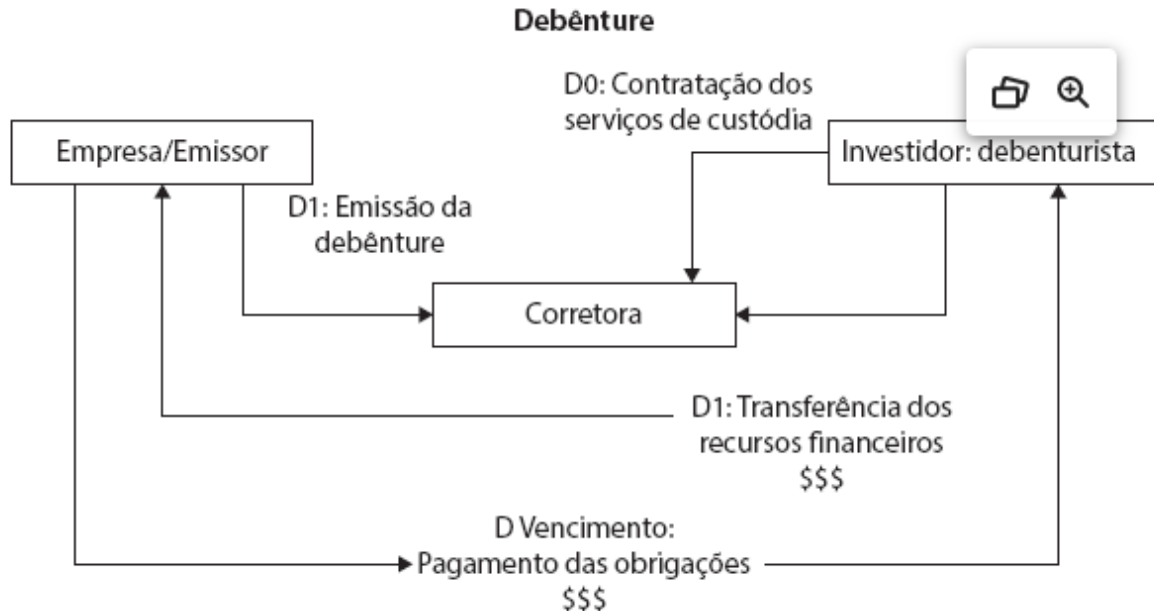 Debênture
D0: Contratação dos
serviços de custódia
Empresa/Emissor
Investidor: debenturista
D1: Emissão da
debênture
Corretora
D1: Transferência dos
recursos financeiros
$$$
D Vencimento:
Pagamento das obrigações
$$$